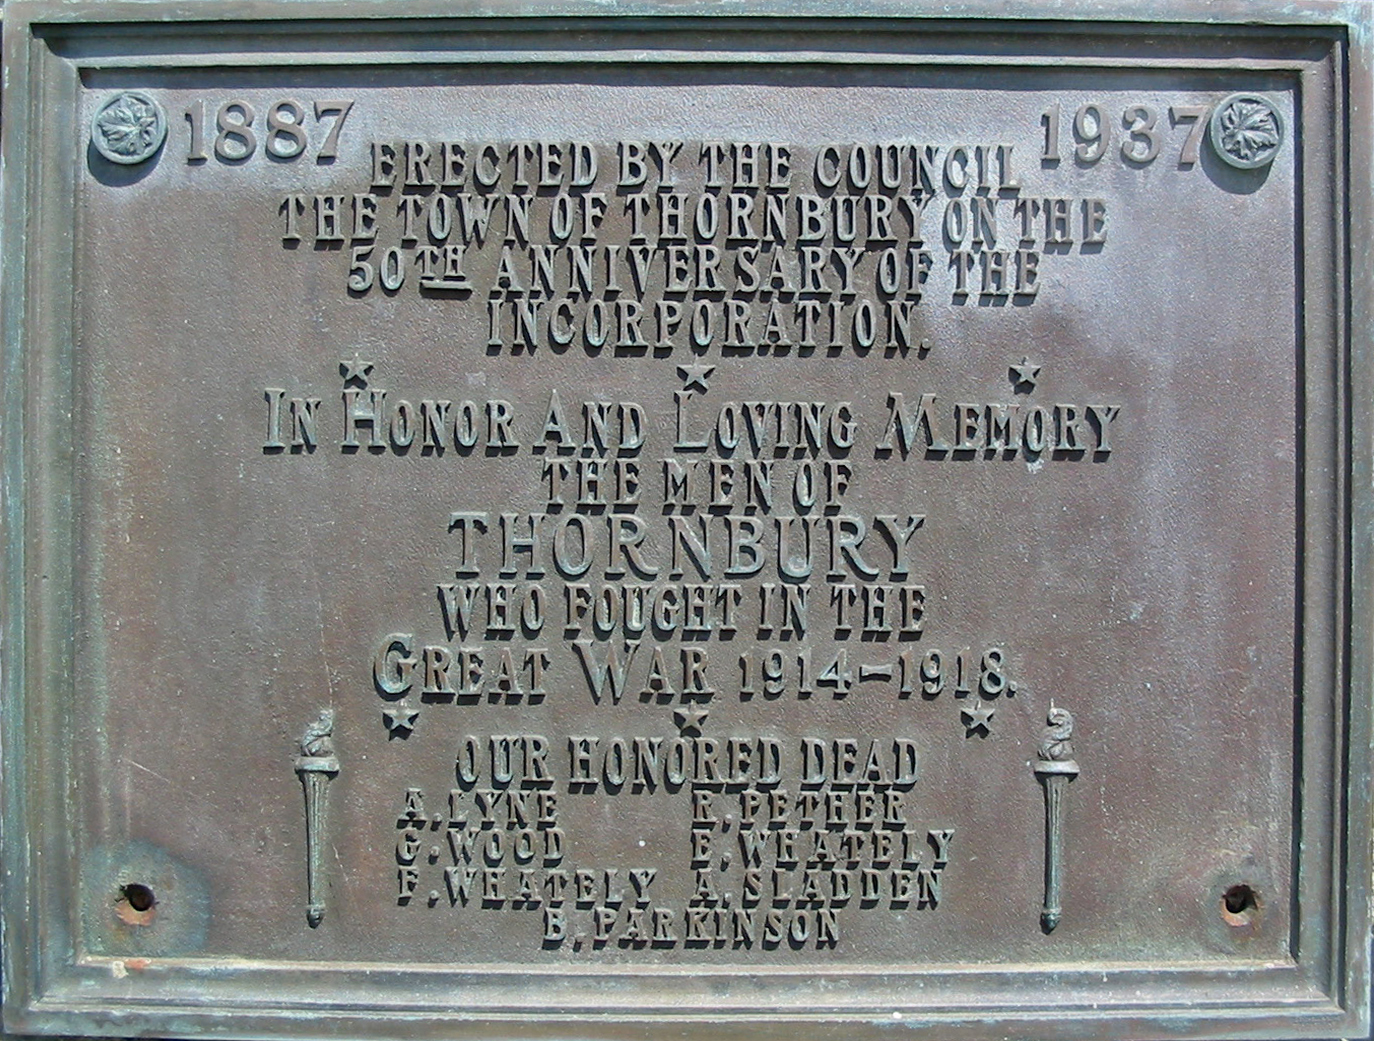 1887 1937
ERECTED BY THE COUNCIL
THE TOWN OF THORNBURY ON THE
50TH ANNIVERSARY OF THE
INCORPORATION.
IN HONOR AND LOVING MEMORY
THE MEN OF
THORNBURY
WHO FOUGHT IN THE
GREAT WAR 1914-1918.
OUR HONORED DEAD
A. LYNE R. PETHER
G. WOOD E. WHATELY
F. WHATELY A. SLADDEN
B. PARKINSON